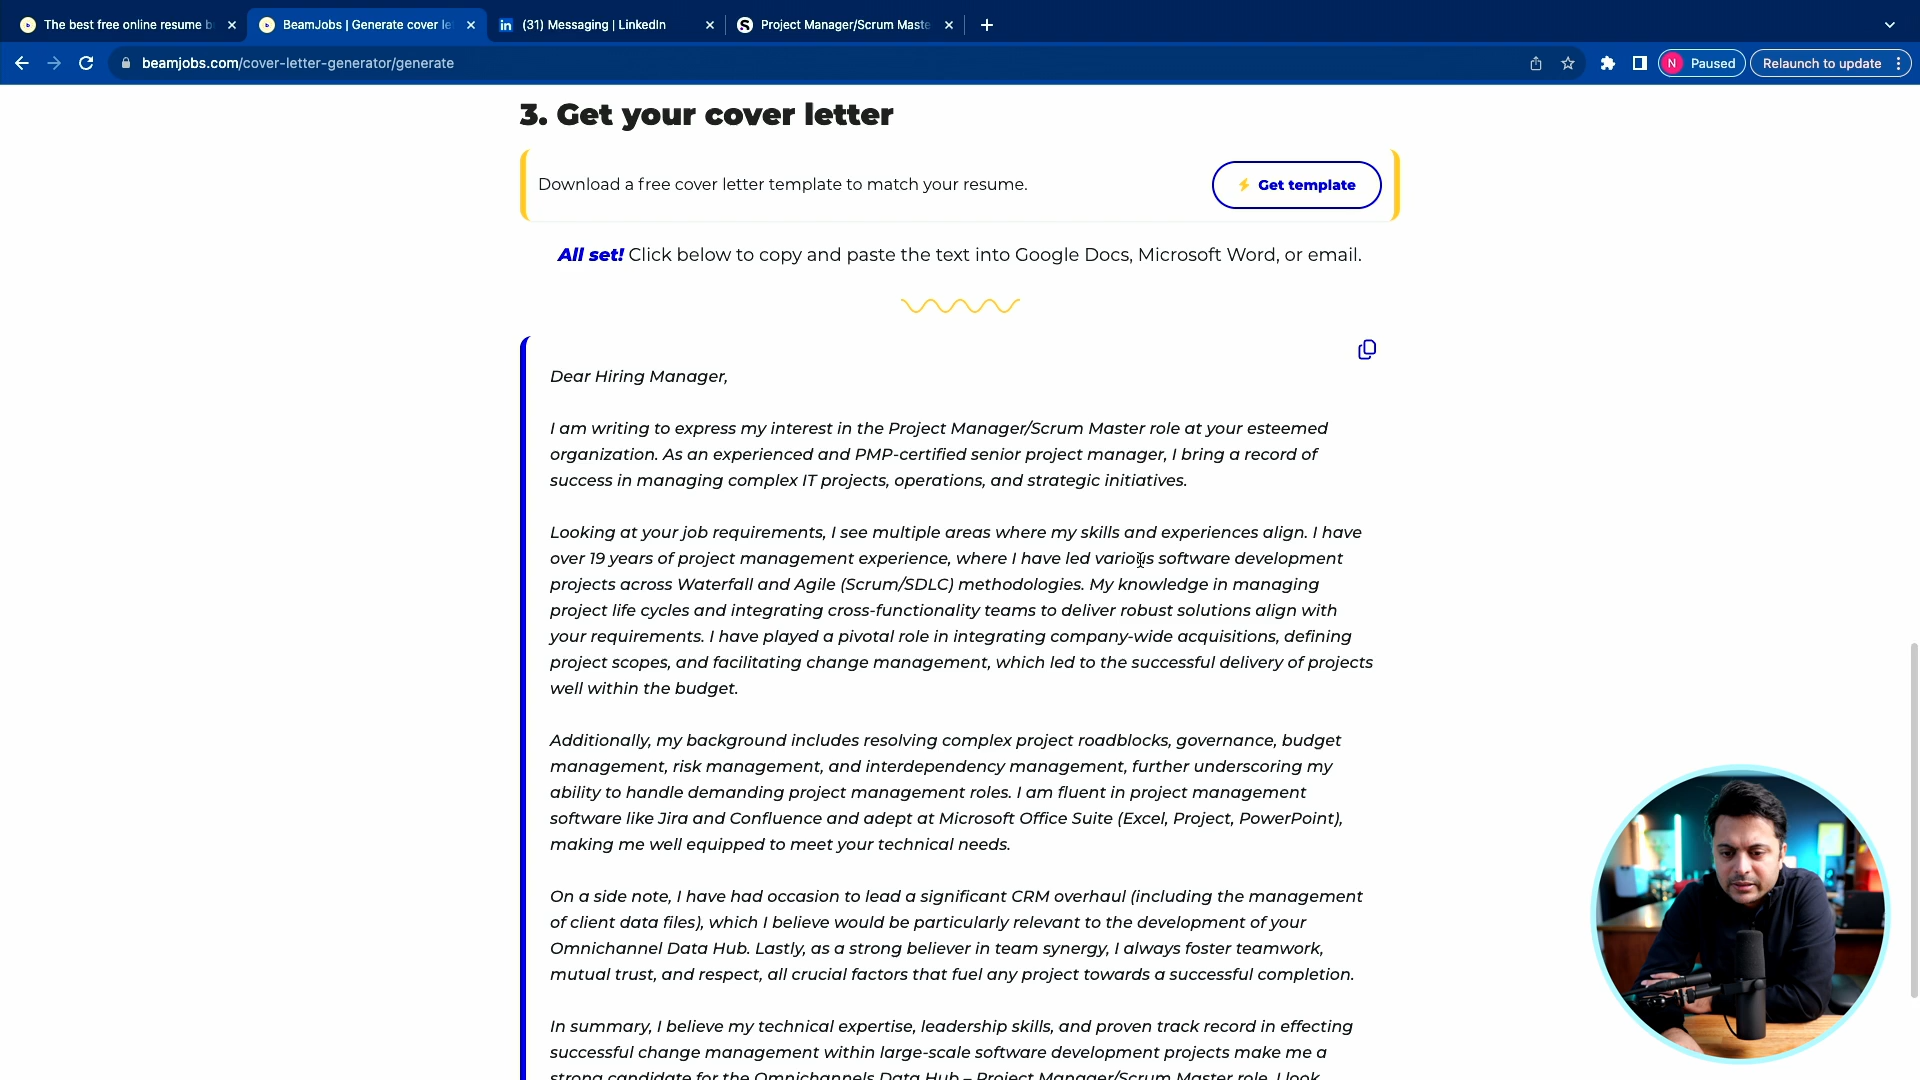 The best free online resume b
BeamJobs | Generate cover le
(31) Messaging | LinkedIn
Project Manager/Scrum Maste
beamjobs.com/cover-letter-generator/generate
N Paused
Relaunch to update
3. Get your cover letter
Download a free cover letter template to match your resume.
Get template
All set! Click below to copy and paste the text into Google Docs, Microsoft Word, or email.
Dear Hiring Manager,
I am writing to express my interest in the Project Manager/Scrum Master role at your esteemed
organization. As an experienced and PMP-certified senior project manager, I bring a record of
success in managing complex IT projects, operations, and strategic initiatives.
Looking at your job requirements, I see multiple areas where my skills and experiences align. I have
over 19 years of project management experience, where I have led various software development
projects across Waterfall and Agile (Scrum/SDLC) methodologies. My knowledge in managing
project life cycles and integrating cross-functionality teams to deliver robust solutions align with
your requirements. I have played a pivotal role in integrating company-wide acquisitions, defining
project scopes, and facilitating change management, which led to the successful delivery of projects
well within the budget.
Additionally, my background includes resolving complex project roadblocks, governance, budget
management, risk management, and interdependency management, further underscoring my
ability to handle demanding project management roles. I am fluent in project management
software like Jira and Confluence and adept at Microsoft Office Suite (Excel, Project, PowerPoint),
making me well equipped to meet your technical needs.
On a side note, I have had occasion to lead a significant CRM overhaul (including the management
of client data files), which I believe would be particularly relevant to the development of your
Omnichannel Data Hub. Lastly, as a strong believer in team synergy, I always foster teamwork,
mutual trust, and respect, all crucial factors that fuel any project towards a successful completion.
In summary, I believe my technical expertise, leadership skills, and proven track record in effecting
successful change management within large-scale software development projects make me a
strong candidate for the Omnichannels Data Hub – Project Manager/Scrum Master role. I look